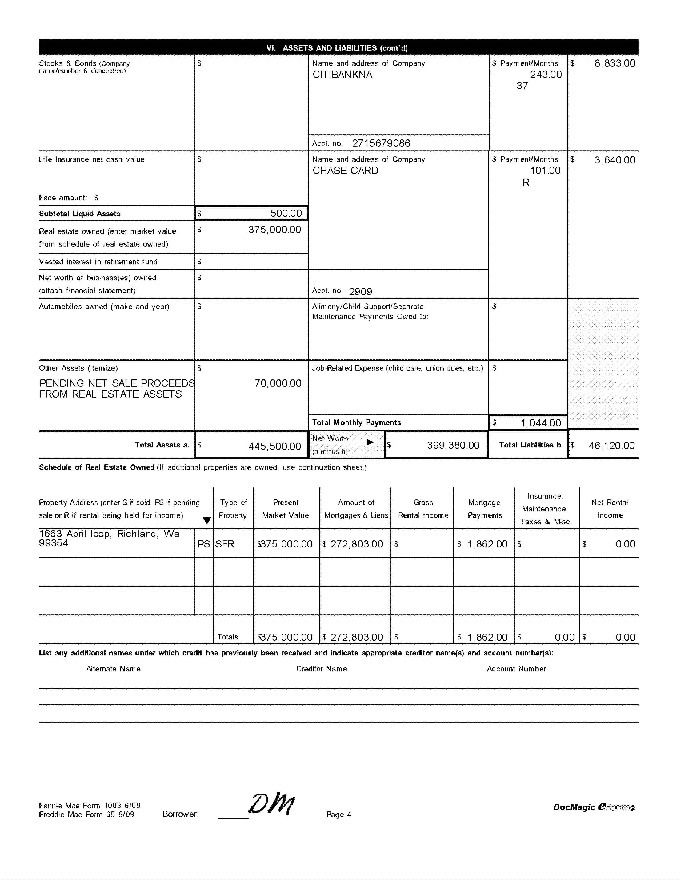 VI. ASSETS AND LIABILITIES (cont'd)
Stocks & Bonds (Company
name/number & description)
$
Name and address of Company
CITIBANKNA
$ Payment/Months
243.00
37
$ 6 833.00
Acct. no. 2715679086
Life insurance net cash value
$
Name and address of Company
CHASE CARD
$ Payment/Months
101.00
R
$ 3 640.00
Face amount: $
Subtotal Liquid Assets $ 500.00
Real estate owned (enter market value
from schedule of real estate owned)
$ 375,000.00
Vested interest in retirement fund $
Net worth of business(es) owned
(attach financial statement)
$
Acct. no. 2909
Automobiles owned (make and year) $
Alimony/Child Support/Separate
Maintenance Payments Owed to:
$
Other Assets (itemize) $
PENDING NET SALE PROCEEDS
FROM REAL ESTATE ASSETS
70,000.00
Job-Related Expense (child care, union dues, etc.) $
Total Monthly Payments $ 1 044.00
Total Assets a. $ 445,500.00
Net Worth
(a minus b)
$ 399 380.00
Total Liabilities b. $ 46 120.00
Schedule of Real Estate Owned (If additional properties are owned, use continuation sheet.)
Property Address (enter S if sold, PS if pending
sale or R if rental being held for income)
Type of
Property
Present
Market Value
Amount of
Mortgages & Liens
Gross
Rental Income
Mortgage
Payments
Insurance,
Maintenance
Taxes & Misc.
Net Rental
Income
1663 April loop, Richland, Wa
99354
PS SFR $375 000.00 $ 272,803.00 $ $ 1 862.00 $ $ 0.00
Totals $375 000.00 $ 272,803.00 $ $ 1 862.00 $ 0.00 $ 0.00
List any additional names under which credit has previously been received and indicate appropriate creditor name(s) and account number(s):
Alternate Name Creditor Name Account Number
Fannie Mae Form 1003 6/09
Freddie Mac Form 65 6/09
Borrower DM
Page 4
DocMagic